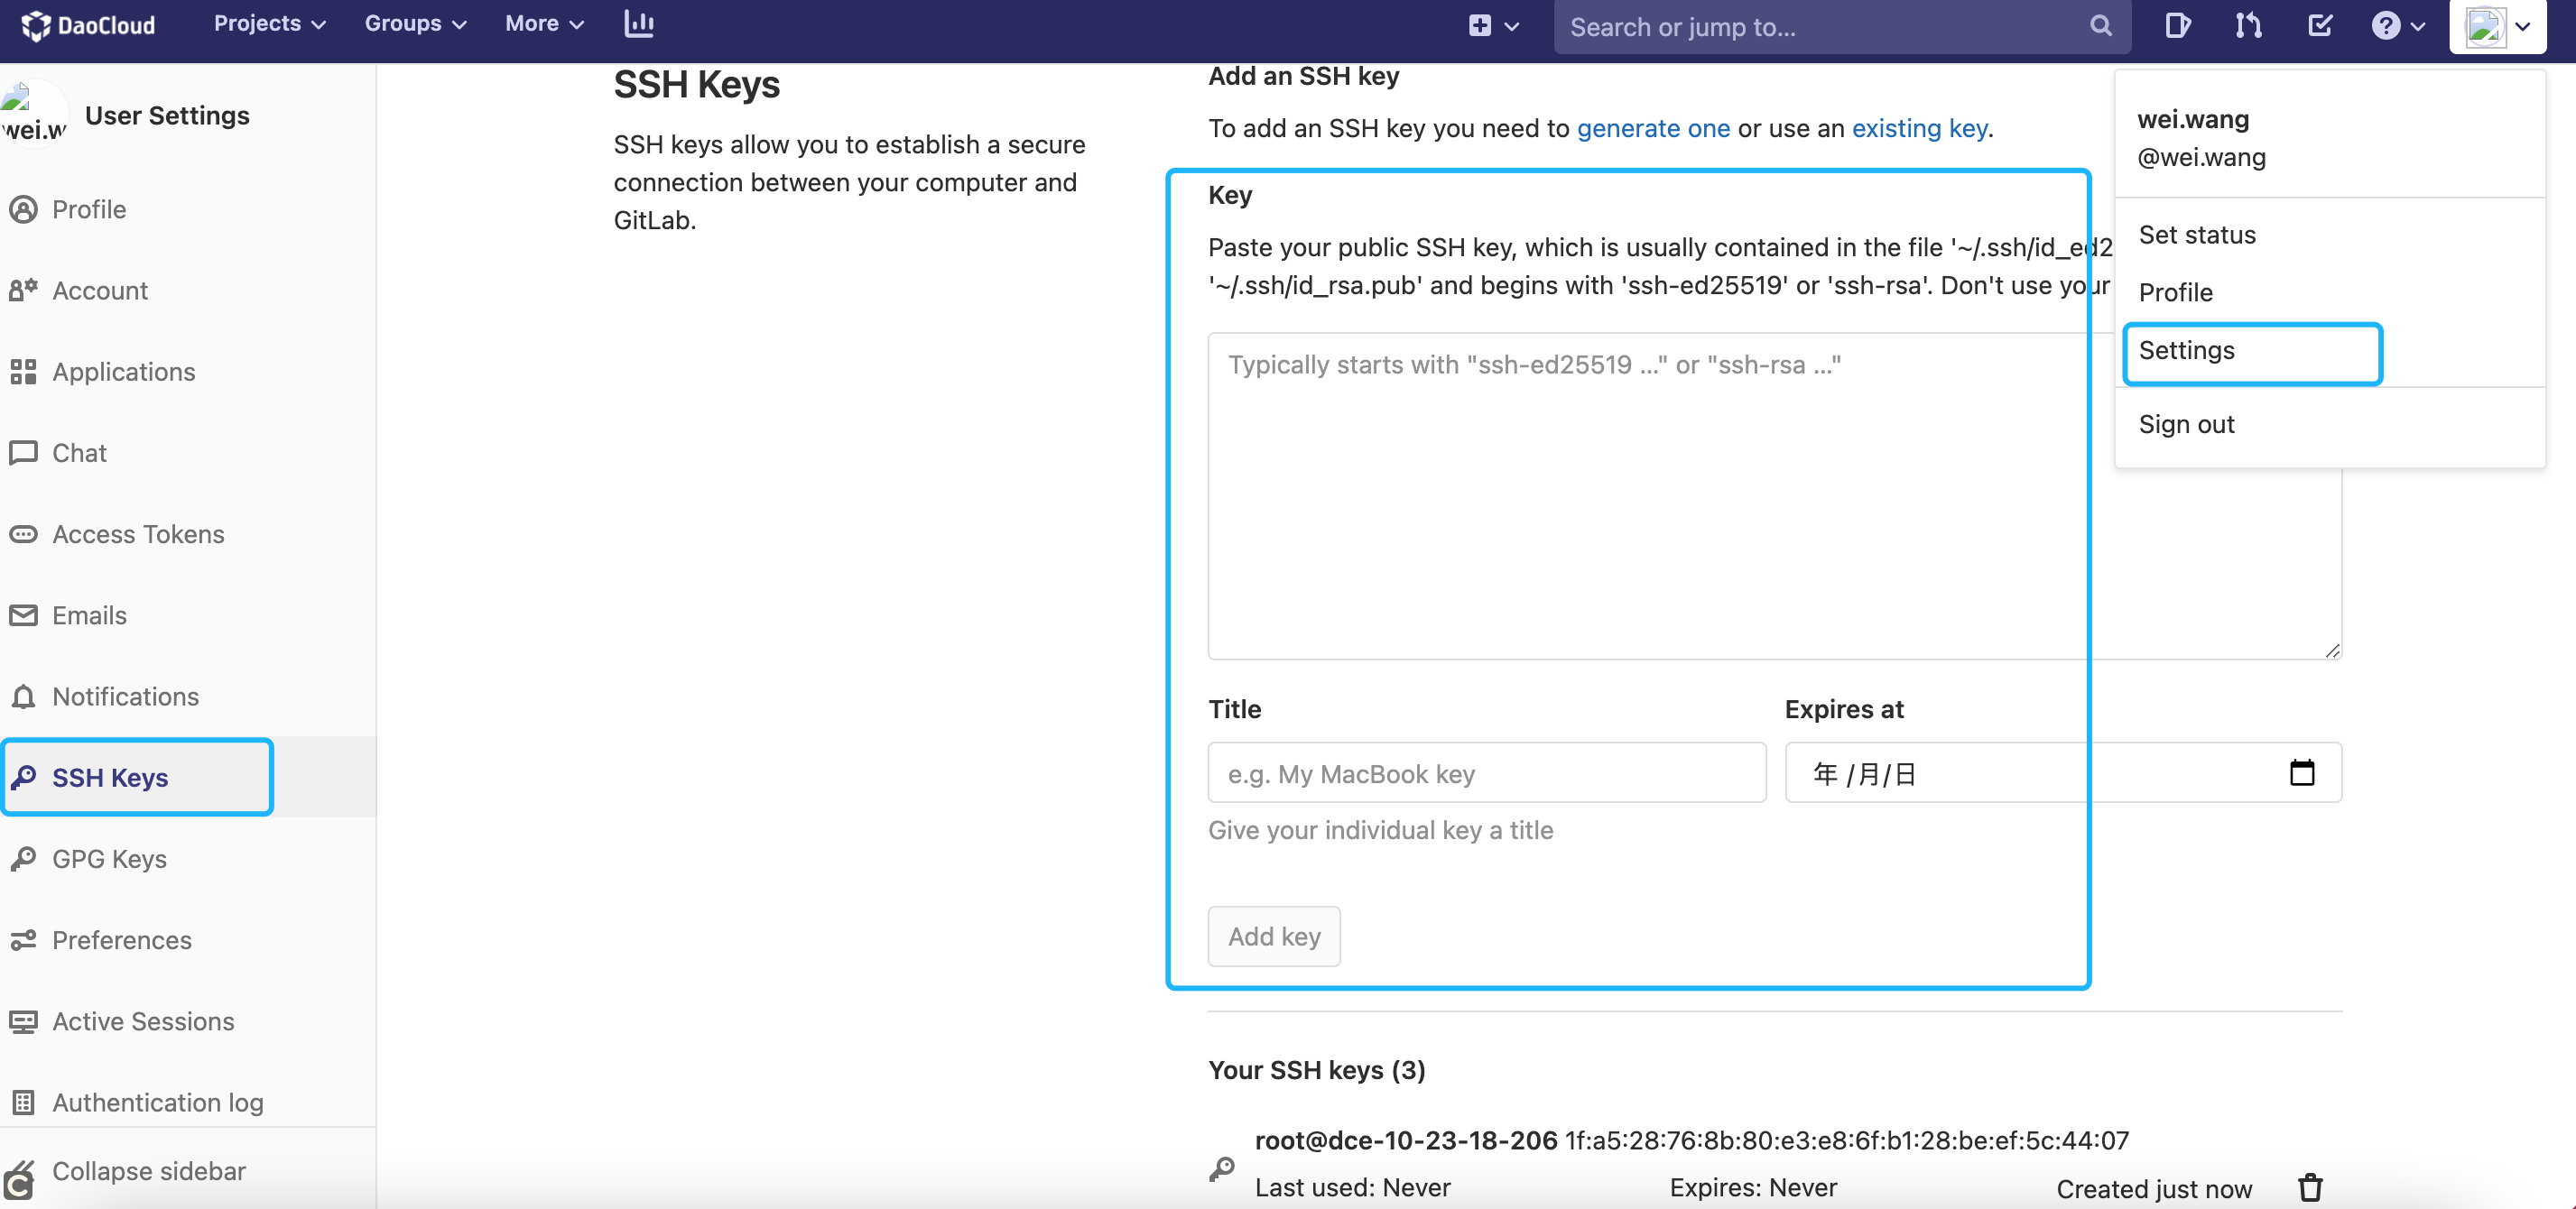 DaoCloud
Projects
Groups
More
Search or jump to...
wei.w
User Settings
Profile
Account
Applications
Chat
Access Tokens
Emails
Notifications
SSH Keys
GPG Keys
Preferences
Active Sessions
Authentication log
Collapse sidebar
SSH Keys
SSH keys allow you to establish a secure
connection between your computer and
GitLab.
Add an SSH key
To add an SSH key you need to generate one or use an existing key.
Key
Paste your public SSH key, which is usually contained in the file '~/.ssh/id_ed2
'~/.ssh/id_rsa.pub' and begins with 'ssh-ed25519' or 'ssh-rsa'. Don't use your
Typically starts with "ssh-ed25519 ..." or "ssh-rsa ..."
Title
Expires at
e.g. My MacBook key
年 /月/日
Give your individual key a title
Add key
Your SSH keys (3)
root@dce-10-23-18-206 1f:a5:28:76:8b:80:e3:e8:6f:b1:28:be:ef:5c:44:07
Last used: Never
Expires: Never
Created just now
wei.wang
@wei.wang
Set status
Profile
Settings
Sign out